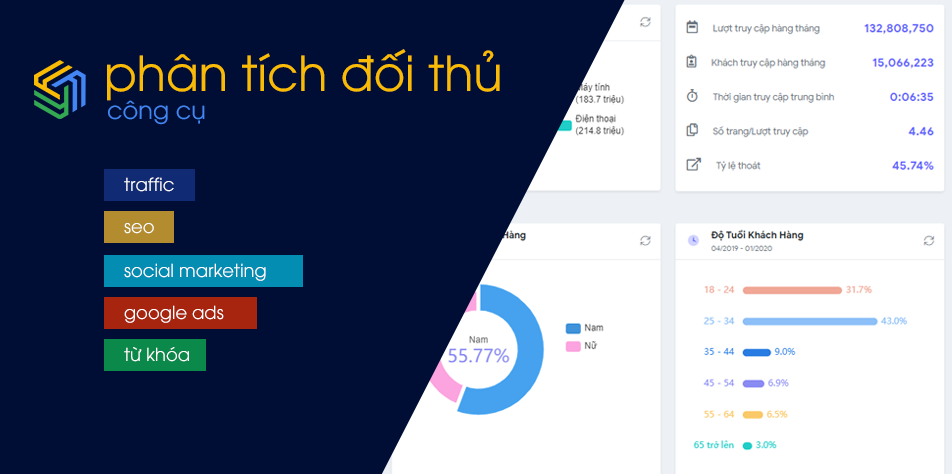 phân tích đối thủ
công cụ
traffic
seo
social marketing
google ads
từ khóa
(183.7 triệu)
Điện thoại
(214.8 triệu)
Lượt truy cập hàng tháng 132,808,750
Khách truy cập hàng tháng 15,066,223
Thời gian truy cập trung bình 0:06:35
Số trang/Lượt truy cập 4.46
Tỷ lệ thoát 45.74%
Hàng
Nam
55.77%
Nam
Nữ
Độ Tuổi Khách Hàng
04/2019 - 01/2020
18 - 24 31.7%
25 - 34 43.0%
35 - 44 9.0%
45 - 54 6.9%
55 - 64 6.5%
65 trở lên 3.0%